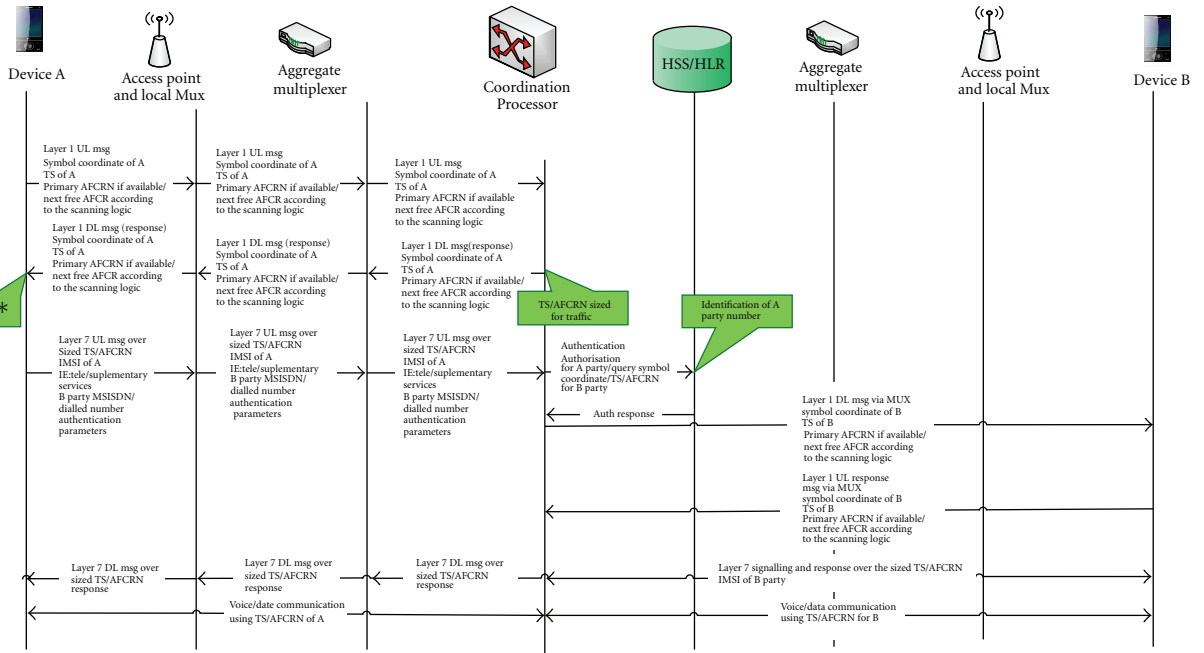 Device A
Access point
and local Mux
Aggregate
multiplexer
Coordination
Processor
HSS/HLR
Aggregate
multiplexer
Access point
and local Mux
Device B
Layer 1 UL msg
Symbol coordinate of A
TS of A
Primary AFCRN if available/
next free AFCR according
to the scanning logic
Layer 1 UL msg
Symbol coordinate of A
TS of A
Primary AFCRN if available/
next free AFCR according
to the scanning logic
Layer 1 UL msg
Symbol coordinate of A
TS of A
Primary AFCRN if available
next free AFCR according
to the scanning logic
Layer 1 DL msg (response)
Symbol coordinate of A
TS of A
Primary AFCRN if available/
next free AFCR according
to the scanning logic
Layer 1 DL msg (response)
Symbol coordinate of A
TS of A
Primary AFCRN if available/
next free AFCR according
to the scanning logic
Layer 1 DL msg(response)
Symbol coordinate of A
TS of A
Primary AFCRN if available/
next free AFCR according
to the scanning logic
*
TS/AFCRN sized
for traffic
Identification of A
party number
Layer 7 UL msg over
Sized TS/AFCRN
IMSI of A
IE:tele/suplementary
services
B party MSISDN/
dialled number
authentication
parameters
Layer 7 UL msg over
sized TS/AFCRN
IMSI of A
IE:tele/suplementary
B party MSISDN/
dialled number
authentication
parameters
Layer 7 UL msg over
sized TS/AFCRN
IMSI of A
IE:tele/suplementary
services
B party MSISDN/
dialled number
authentication
parameters
Authentication
Authorisation
for A party/query symbol
coordinate/TS/AFCRN
for B party
Auth response
Layer 1 DL msg via MUX
symbol coordinate of B
TS of B
Primary AFCRN if available/
next free AFCR according
to the scanning logic
Layer 1 UL response
msg via MUX
symbol coordinate of B
TS of B
Primary AFCRN if available/
next free AFCR according
to the scanning logic
Layer 7 DL msg over
sized TS/AFCRN
response
Layer 7 DL msg over
sized TS/AFCRN
response
Layer 7 DL msg over
sized TS/AFCRN
response
Layer 7 signalling and response over the sized TS/AFCRN
IMSI of B party
Voice/date communication
using TS/AFCRN of A
Voice/data communication
using TS/AFCRN for B